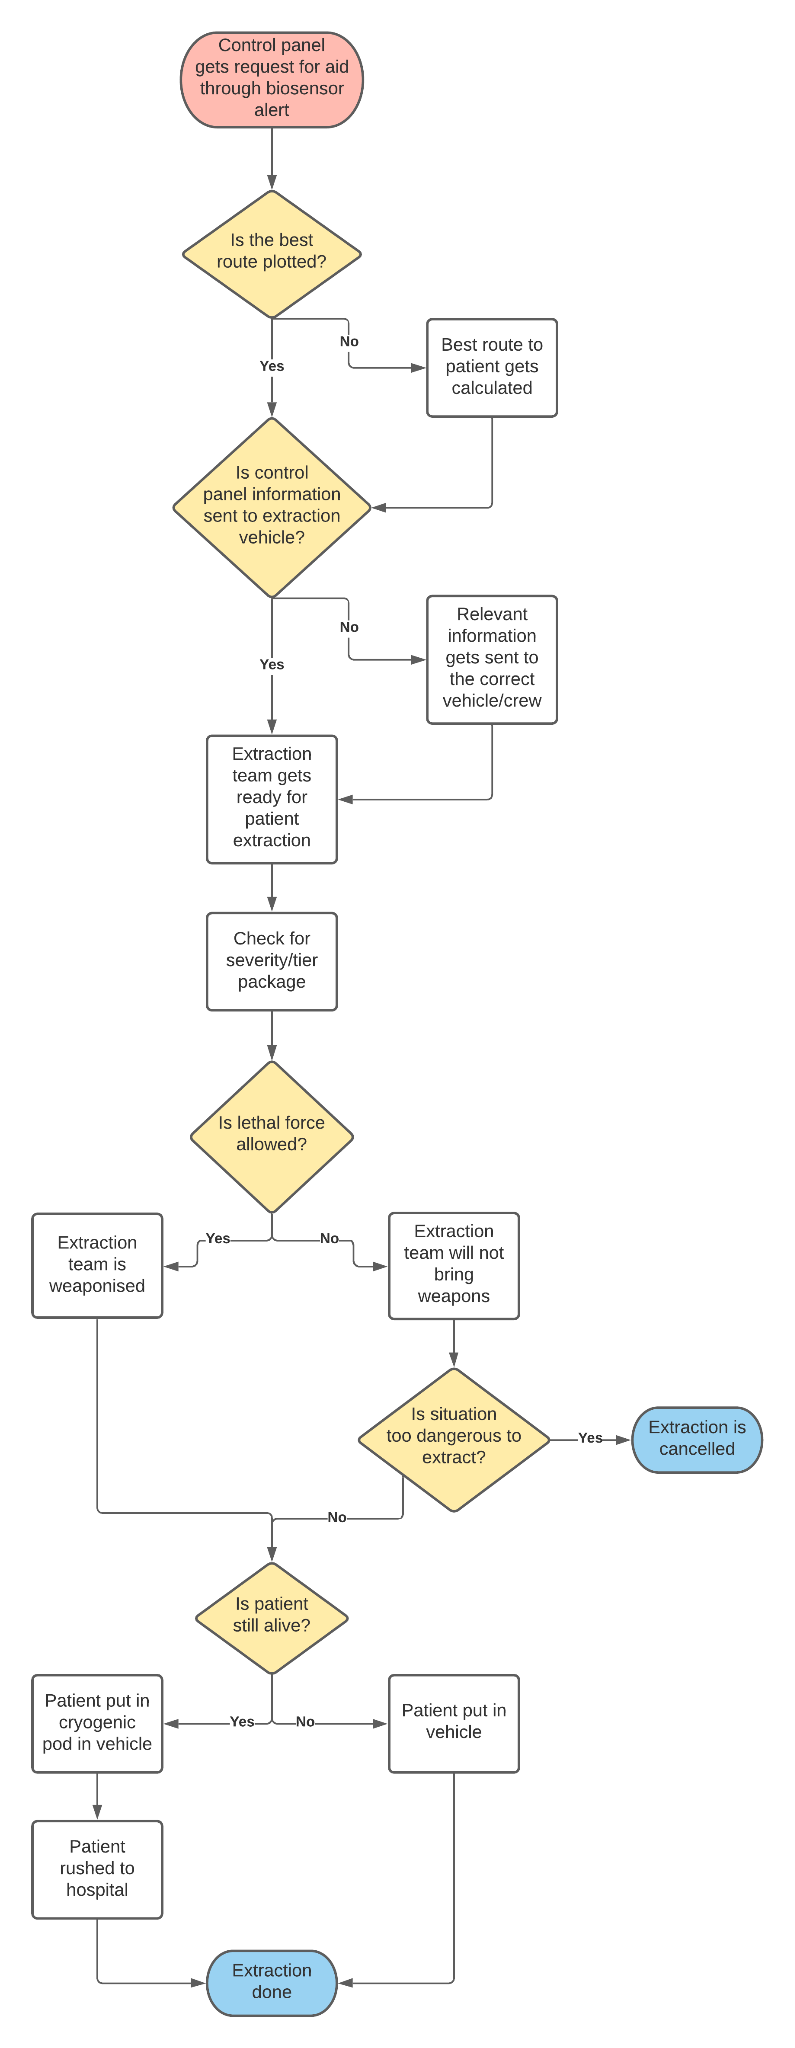 Control panel
gets request for aid
through biosensor
alert
Is the best
route plotted?
No
Yes
Best route to
patient gets
calculated
Is control
panel information
sent to extraction
vehicle?
No
Yes
Relevant
information
gets sent to
the correct
vehicle/crew
Extraction
team gets
ready for
patient
extraction
Check for
severity/tier
package
Is lethal force
allowed?
Yes
No
Extraction
team is
weaponised
Extraction
team will not
bring
weapons
Is situation
too dangerous to
extract?
Yes
Extraction is
cancelled
No
Is patient
still alive?
Yes
No
Patient put in
cryogenic
pod in vehicle
Patient put in
vehicle
Patient
rushed to
hospital
Extraction
done